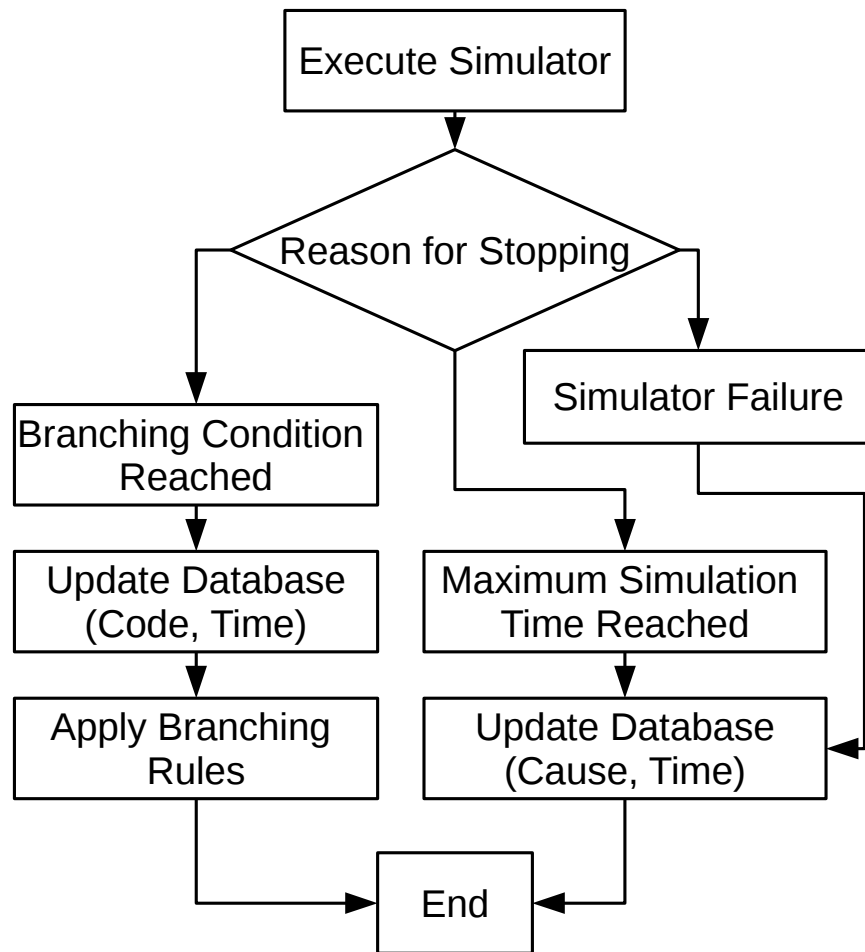 Execute Simulator
Reason for Stopping
Simulator Failure
Branching Condition
Reached
Update Database
(Code, Time)
Maximum Simulation
Time Reached
Apply Branching
Rules
Update Database
(Cause, Time)
End